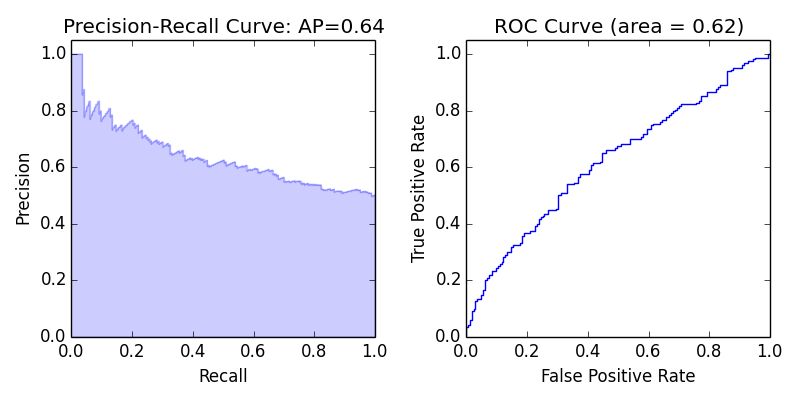 Precision-Recall Curve: AP=0.64
1.0
0.8
0.6
0.4
0.2
0.0
Precision
0.0 0.2 0.4 0.6 0.8 1.0
Recall
ROC Curve (area = 0.62)
1.0
0.8
0.6
0.4
0.2
0.0
True Positive Rate
0.0 0.2 0.4 0.6 0.8 1.0
False Positive Rate